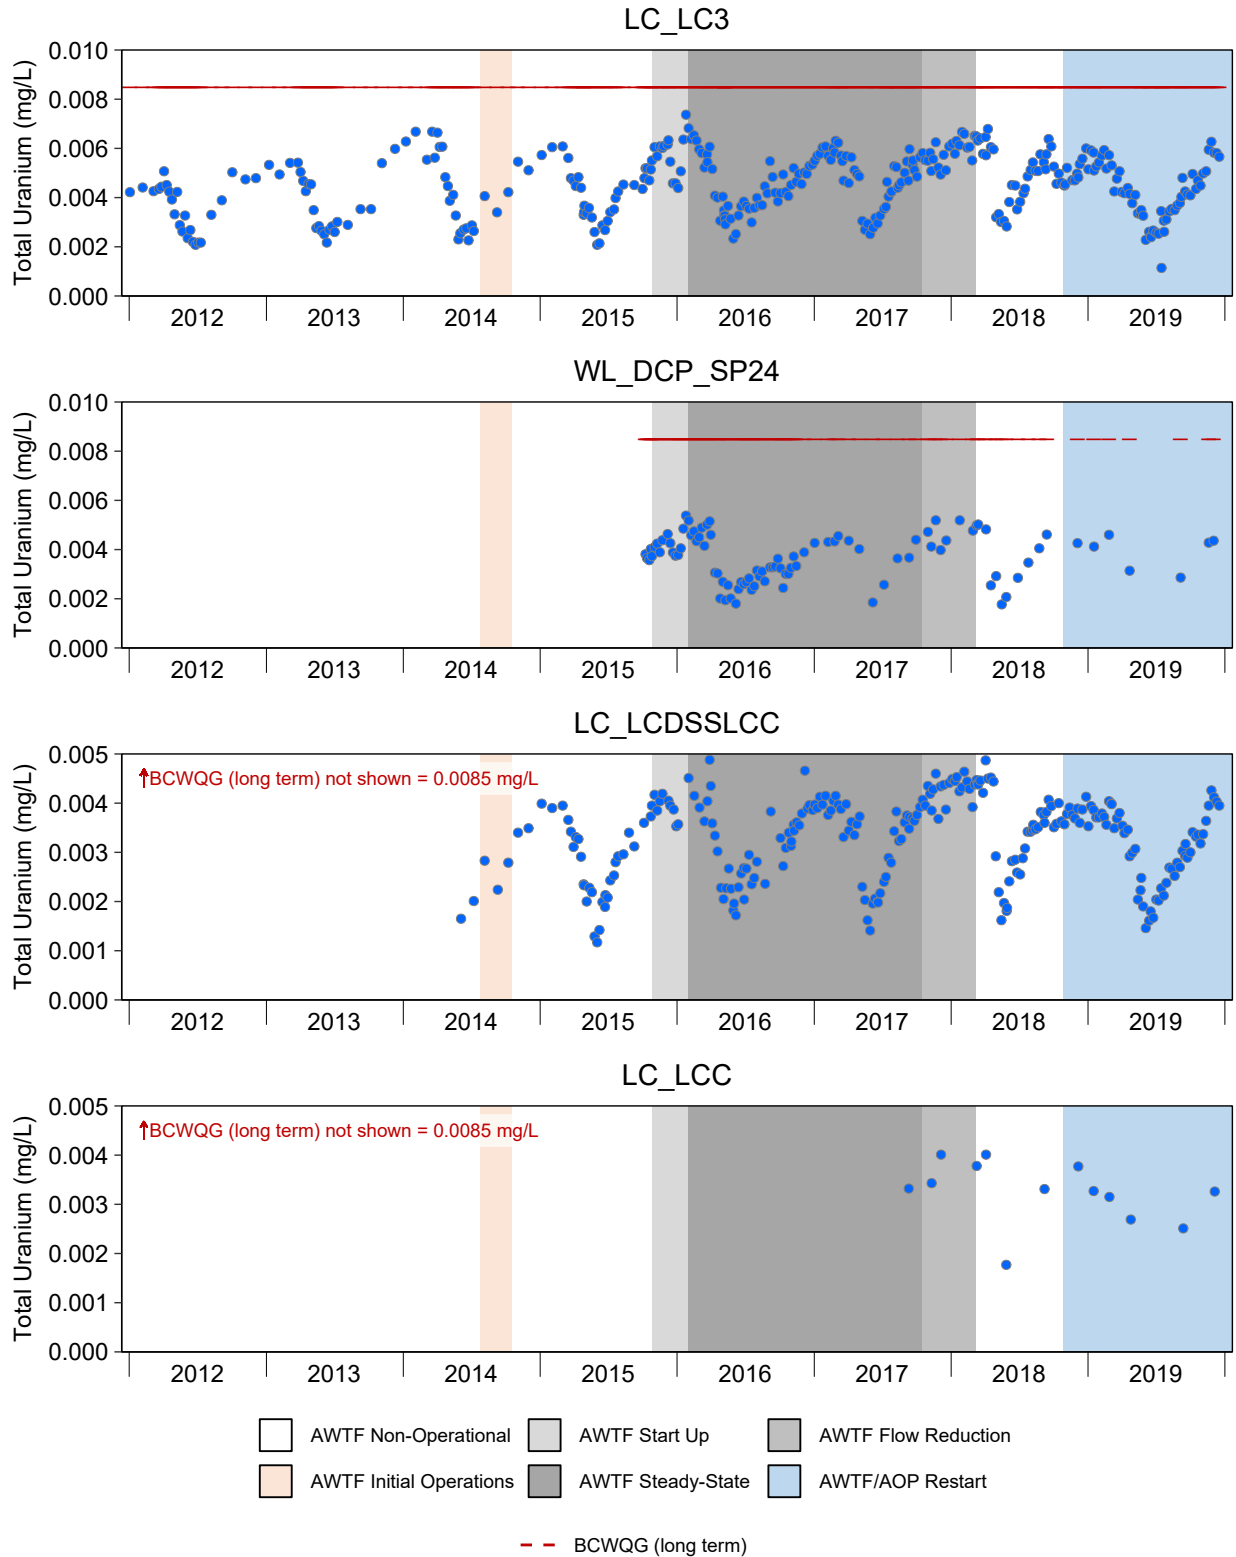 LC_LC3
Total Uranium (mg/L)
0.010
0.008
0.006
0.004
0.002
0.000
2012 2013 2014 2015 2016 2017 2018 2019
WL_DCP_SP24
Total Uranium (mg/L)
0.010
0.008
0.006
0.004
0.002
0.000
2012 2013 2014 2015 2016 2017 2018 2019
LC_LCDSSLCC
Total Uranium (mg/L)
0.005
BCWQG (long term) not shown = 0.0085 mg/L
0.004
0.003
0.002
0.001
0.000
2012 2013 2014 2015 2016 2017 2018 2019
LC_LCC
Total Uranium (mg/L)
0.005
BCWQG (long term) not shown = 0.0085 mg/L
0.004
0.003
0.002
0.001
0.000
2012 2013 2014 2015 2016 2017 2018 2019
AWTF Non-Operational AWTF Start Up AWTF Flow Reduction
AWTF Initial Operations AWTF Steady-State AWTF/AOP Restart
BCWQG (long term)